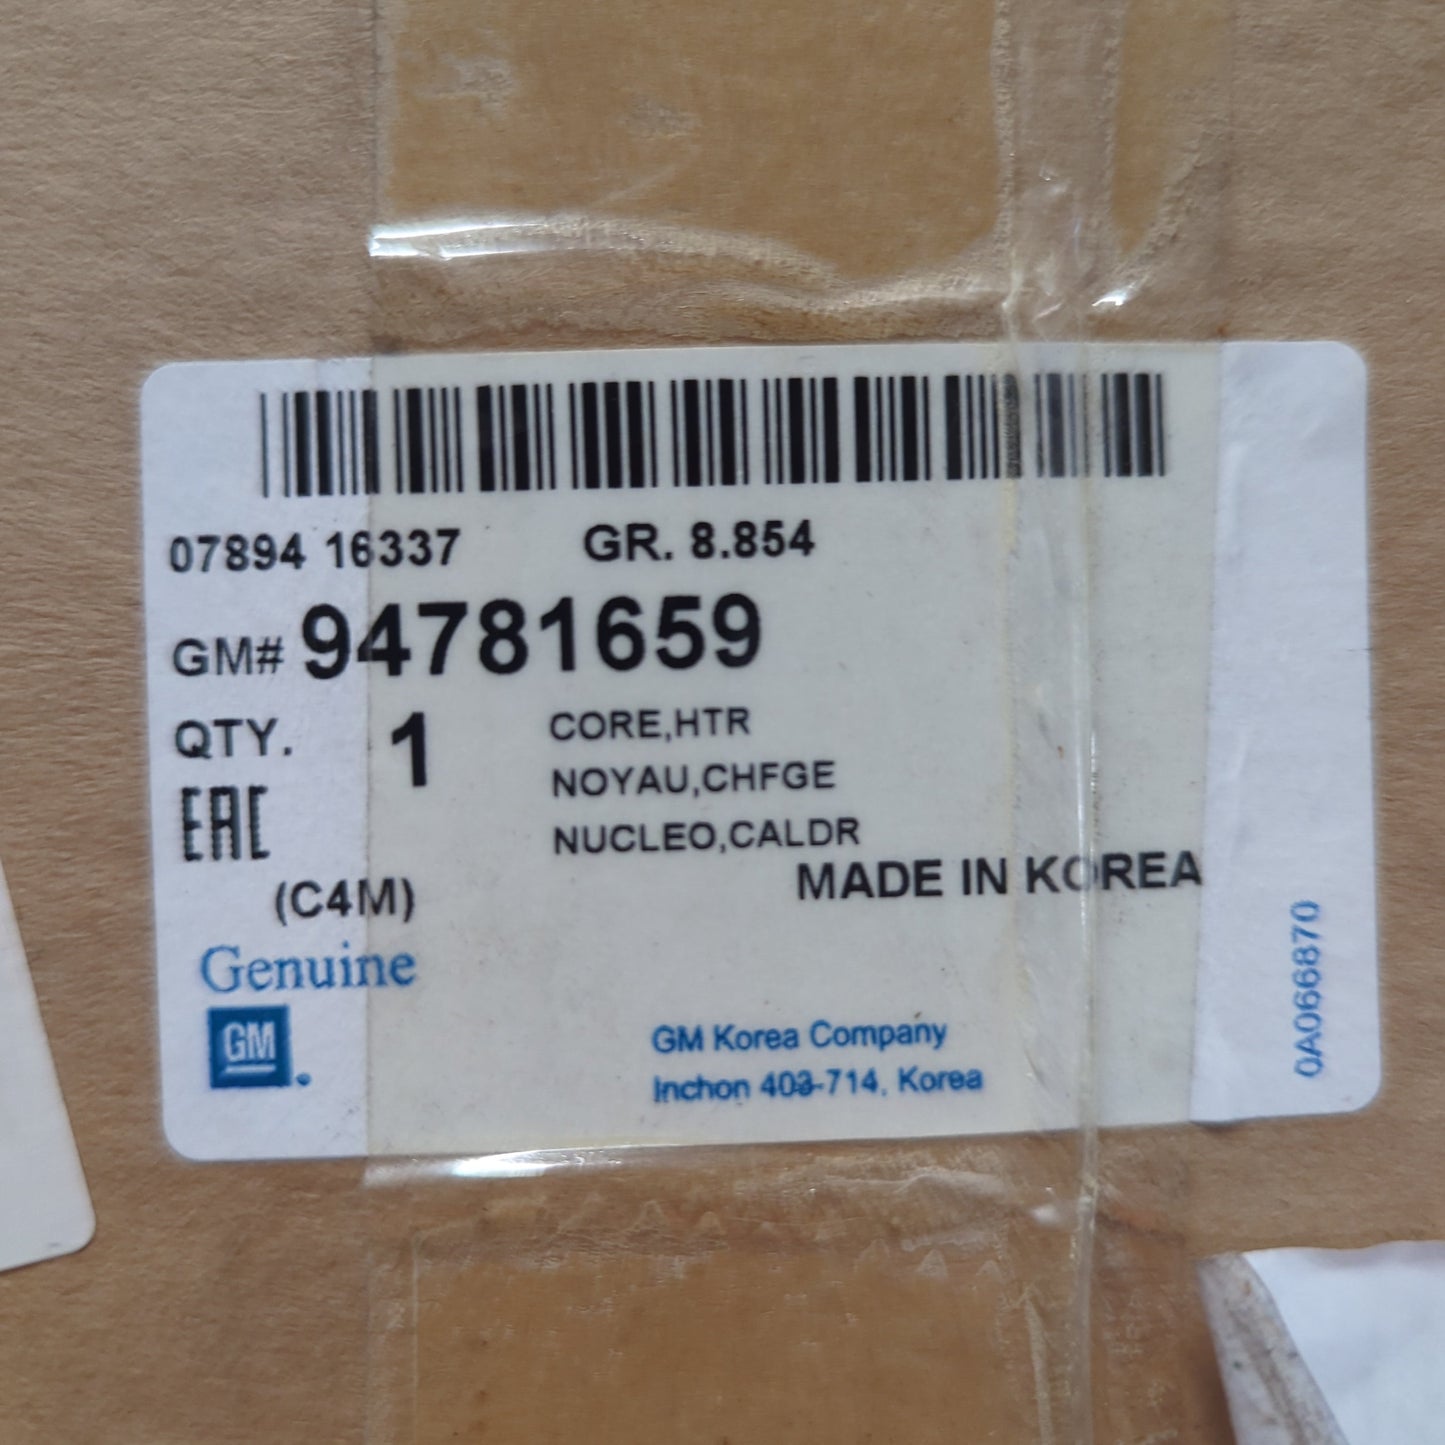 07894 16337 GR. 8.854
GM# 94781659
QTY. 1
CORE,HTR
NOYAU,CHFGE
NUCLEO,CALDR
EAC
(C4M)
MADE IN KOREA
Genuine
GM
GM Korea Company
Inchon 403-714, Korea
0A066870